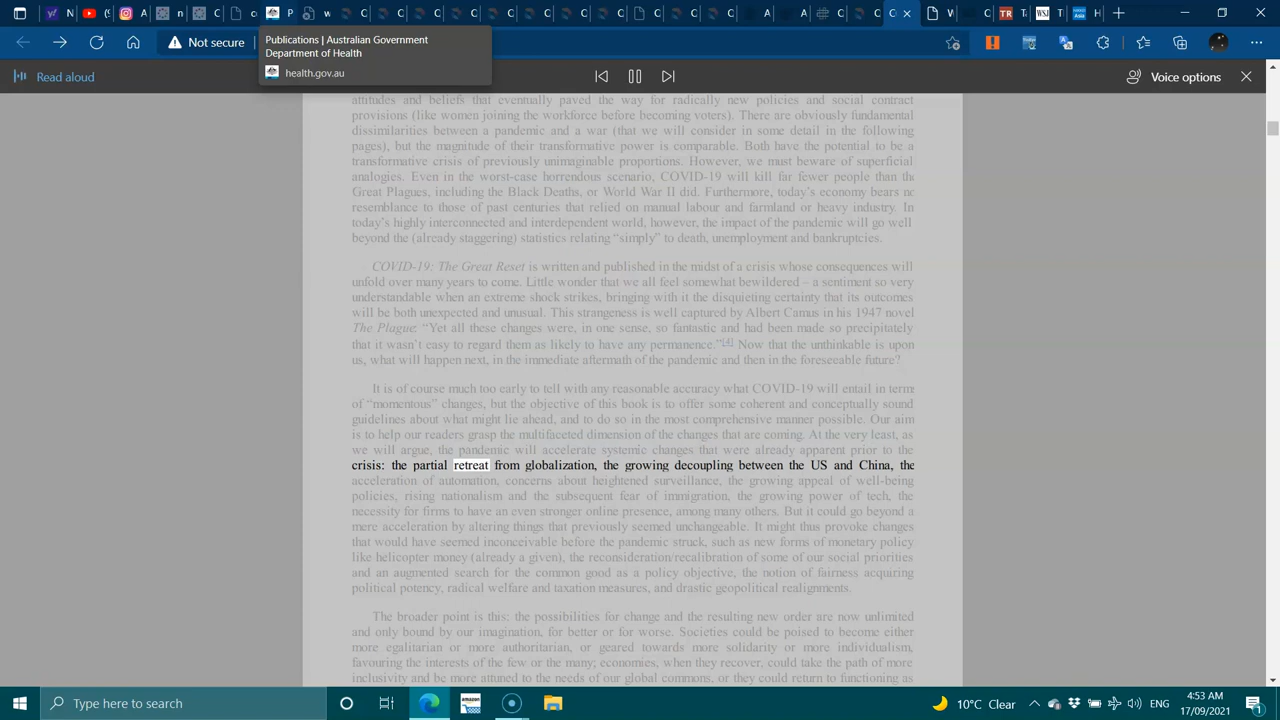 N
Y
n
c
P
w
C
C
C
C
C
C
C
C
C
A
A
C
W
C
WSJ
H
Not secure
Publications | Australian Government
Department of Health
health.gov.au
Read aloud
Voice options
attitudes and beliefs that eventually paved the way for radically new policies and social contract
provisions (like women joining the workforce before becoming voters). There are obviously fundamental
dissimilarities between a pandemic and a war (that we will consider in some detail in the following
pages), but the magnitude of their transformative power is comparable. Both have the potential to be a
transformative crisis of previously unimaginable proportions. However, we must beware of superficial
analogies. Even in the worst-case horrendous scenario, COVID-19 will kill far fewer people than the
Great Plagues, including the Black Deaths, or World War II did. Furthermore, today's economy bears no
resemblance to those of past centuries that relied on manual labour and farmland or heavy industry. In
today's highly interconnected and interdependent world, however, the impact of the pandemic will go well
beyond the (already staggering) statistics relating “simply” to death, unemployment and bankruptcies.
COVID-19: The Great Reset is written and published in the midst of a crisis whose consequences will
unfold over many years to come. Little wonder that we all feel somewhat bewildered – a sentiment so very
understandable when an extreme shock strikes, bringing with it the disquieting certainty that its outcomes
will be both unexpected and unusual. This strangeness is well captured by Albert Camus in his 1947 novel
The Plague: “Yet all these changes were, in one sense, so fantastic and had been made so precipitately
that it wasn't easy to regard them as likely to have any permanence.”[4] Now that the unthinkable is upon
us, what will happen next, in the immediate aftermath of the pandemic and then in the foreseeable future?
It is of course much too early to tell with any reasonable accuracy what COVID-19 will entail in terms
of “momentous” changes, but the objective of this book is to offer some coherent and conceptually sound
guidelines about what might lie ahead, and to do so in the most comprehensive manner possible. Our aim
is to help our readers grasp the multifaceted dimension of the changes that are coming. At the very least, as
we will argue, the pandemic will accelerate systemic changes that were already apparent prior to the
crisis: the partial retreat from globalization, the growing decoupling between the US and China, the
acceleration of automation, concerns about heightened surveillance, the growing appeal of well-being
policies, rising nationalism and the subsequent fear of immigration, the growing power of tech, the
necessity for firms to have an even stronger online presence, among many others. But it could go beyond a
mere acceleration by altering things that previously seemed unchangeable. It might thus provoke changes
that would have seemed inconceivable before the pandemic struck, such as new forms of monetary policy
like helicopter money (already a given), the reconsideration/recalibration of some of our social priorities
and an augmented search for the common good as a policy objective, the notion of fairness acquiring
political potency, radical welfare and taxation measures, and drastic geopolitical realignments.
The broader point is this: the possibilities for change and the resulting new order are now unlimited
and only bound by our imagination, for better or for worse. Societies could be poised to become either
more egalitarian or more authoritarian, or geared towards more solidarity or more individualism,
favouring the interests of the few or the many; economies, when they recover, could take the path of more
inclusivity and be more attuned to the needs of our global commons, or they could return to functioning as
Type here to search
amazon
10°C Clear
ENG
4:53 AM
17/09/2021